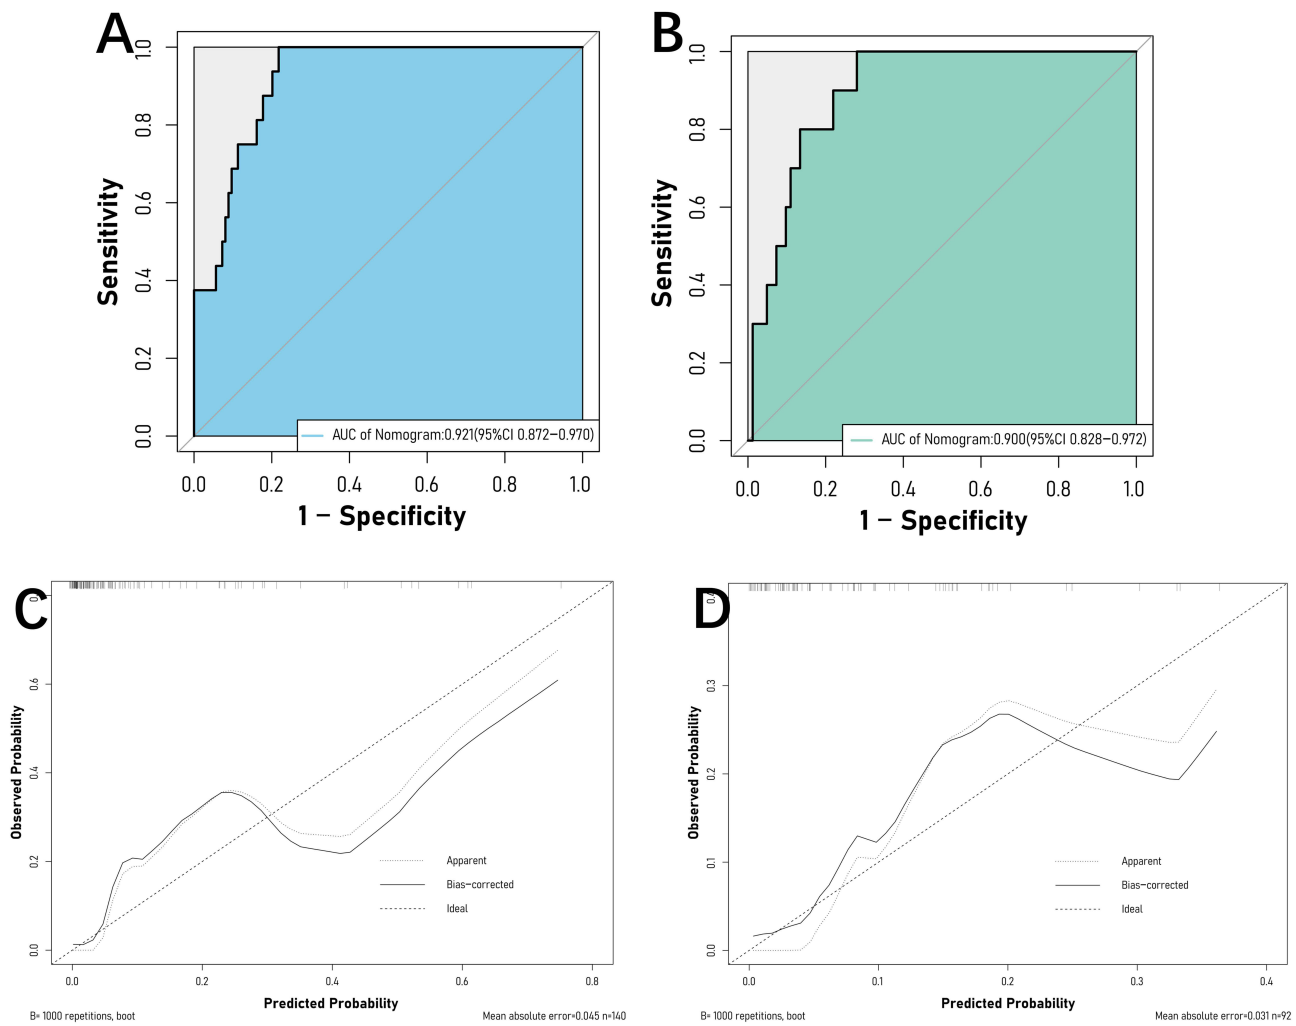 A
B
1.0
0.8
0.6
0.4
0.2
0.0
Sensitivity
AUC of Nomogram:0.921(95%CI 0.872−0.970)
0.0 0.2 0.4 0.6 0.8 1.0
1 − Specificity
1.0
0.8
0.6
0.4
0.2
0.0
Sensitivity
AUC of Nomogram:0.900(95%CI 0.828−0.972)
0.0 0.2 0.4 0.6 0.8 1.0
1 − Specificity
C
0.6
0.4
0.2
0.0
Observed Probability
Apparent
Bias−corrected
Ideal
0.0 0.2 0.4 0.6 0.8
Predicted Probability
B= 1000 repetitions, boot
Mean absolute error=0.045 n=140
D
0.3
0.2
0.1
0.0
Observed Probability
Apparent
Bias−corrected
Ideal
0.0 0.1 0.2 0.3 0.4
Predicted Probability
B= 1000 repetitions, boot
Mean absolute error=0.031 n=92